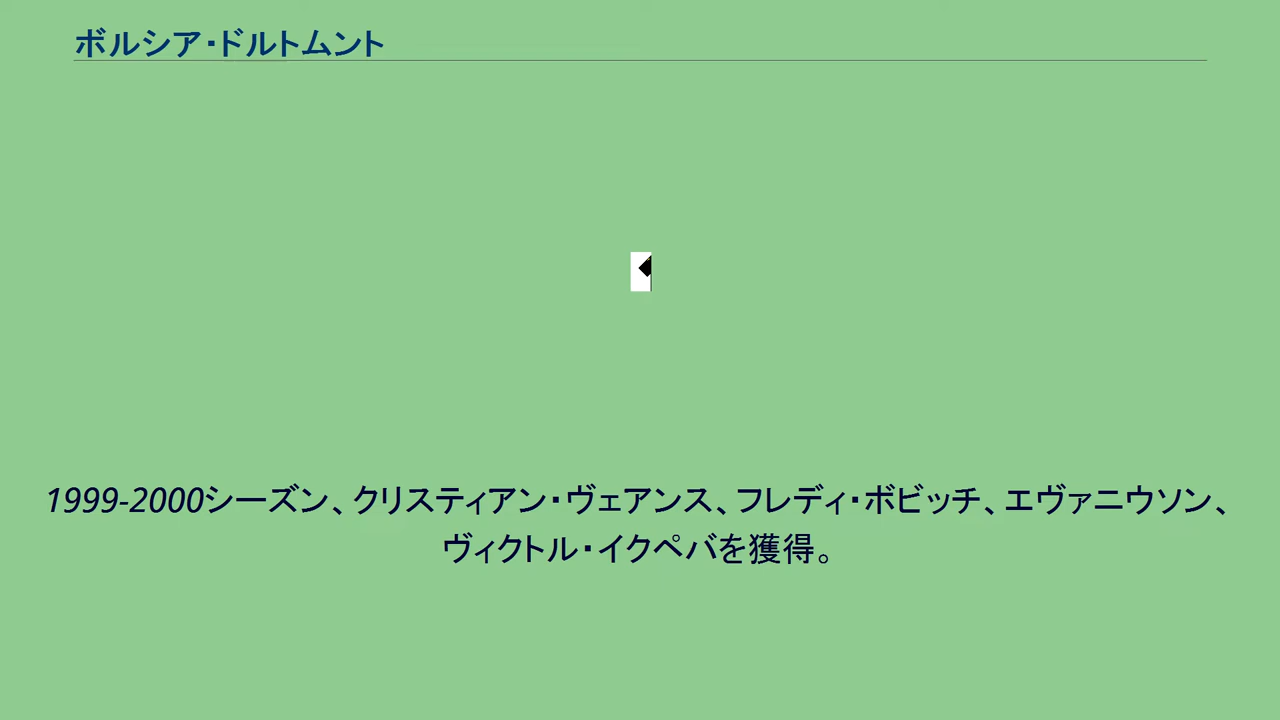 ボルシア・ドルトムント
1999-2000シーズン、クリスティアン・ヴェアンス、フレディ・ボビッチ、エヴァニウソン、
ヴィクトル・イクペバを獲得。